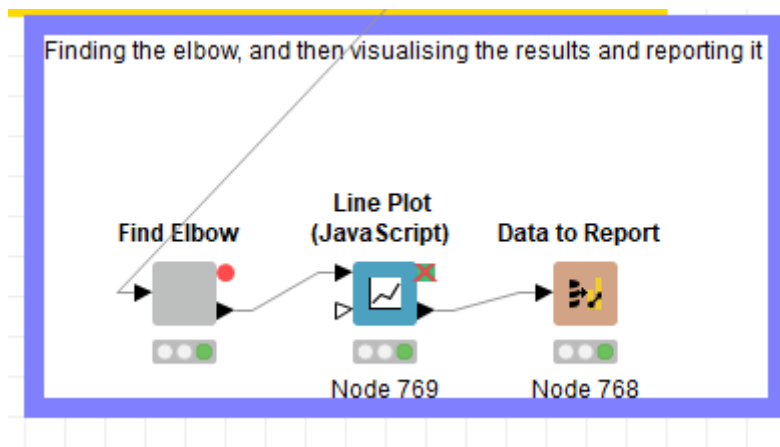 Finding the elbow, and then visualising the results and reporting it
Find Elbow
Line Plot
(JavaScript)
Data to Report
Node 769
Node 768